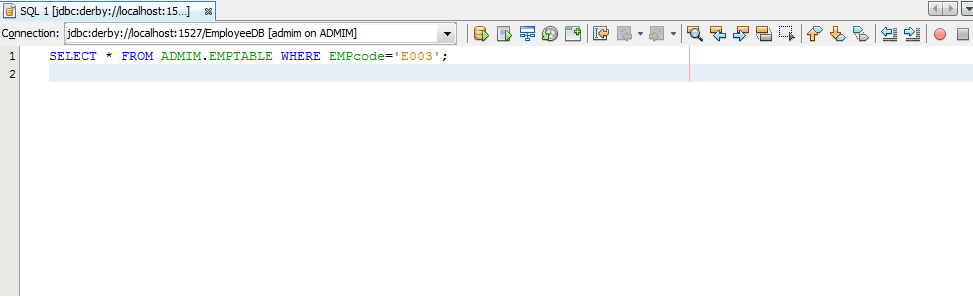 SQL 1 [jdbc:derby://localhost:15...]
Connection: jdbc:derby://localhost:1527/EmployeeDB [admim on ADMIM]
1 SELECT * FROM ADMIM.EMPTABLE WHERE EMPcode='E003';
2